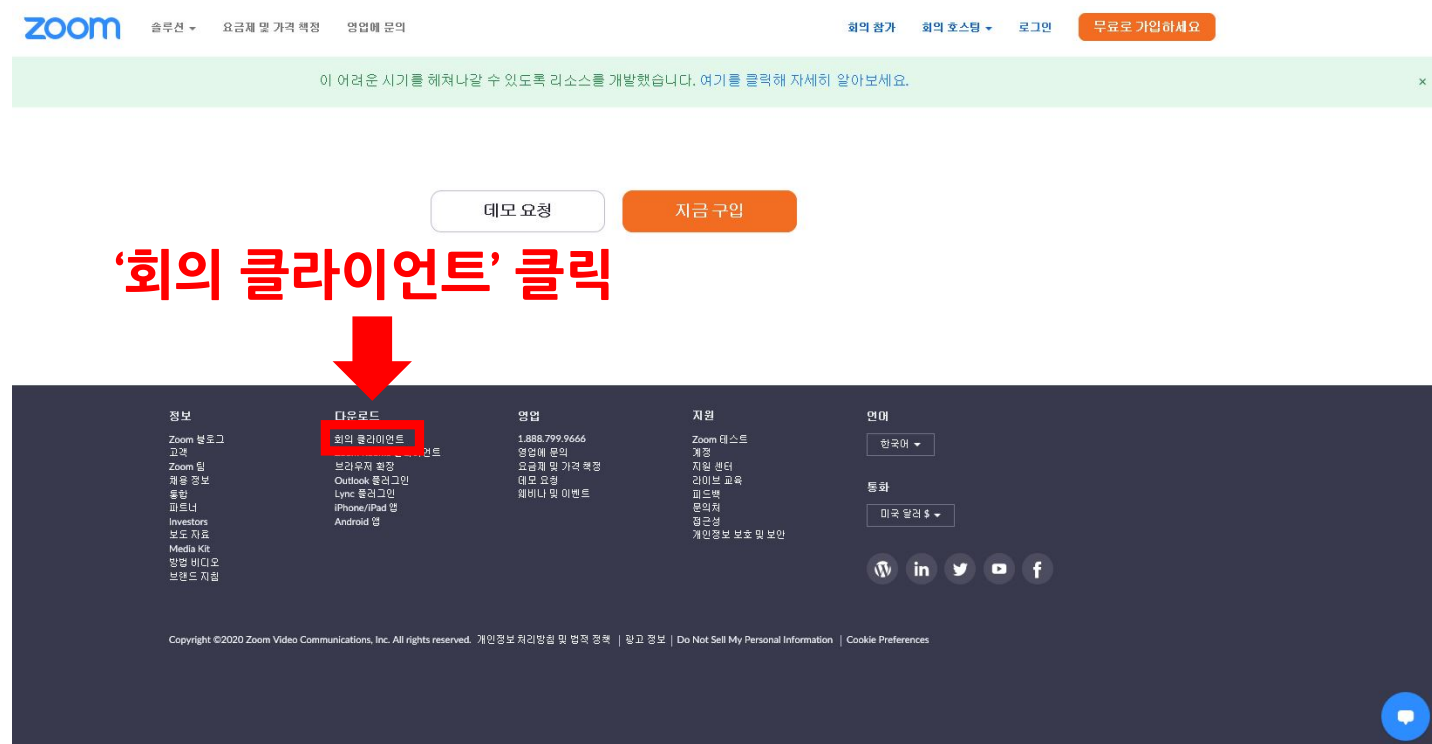 zoom 솔루션 요금제 및 가격 책정 영업에 문의 회의 참가 회의 호스팅 로그인 무료로 가입하세요
이 어려운 시기를 헤쳐나갈 수 있도록 리소스를 개발했습니다. 여기를 클릭해 자세히 알아보세요. ×
데모 요청 지금 구입
‘회의 클라이언트’ 클릭
정보
Zoom 블로그
고객
Zoom 팀
채용 정보
통합
파트너
Investors
보도 자료
Media Kit
방법 비디오
브랜드 지침
다운로드
회의 클라이언트
브라우저 확장
Outlook 플러그인
Lync 플러그인
iPhone/iPad 앱
Android 앱
영업
1.888.799.9666
영업에 문의
요금제 및 가격 책정
데모 요청
웨비나 및 이벤트
지원
Zoom 테스트
계정
지원 센터
라이브 교육
피드백
문의처
접근성
개인정보 보호 및 보안
언어
한국어
통화
미국 달러 $
Copyright ©2020 Zoom Video Communications, Inc. All rights reserved. 개인정보 처리방침 및 법적 정책 | 광고 정보 | Do Not Sell My Personal Information | Cookie Preferences